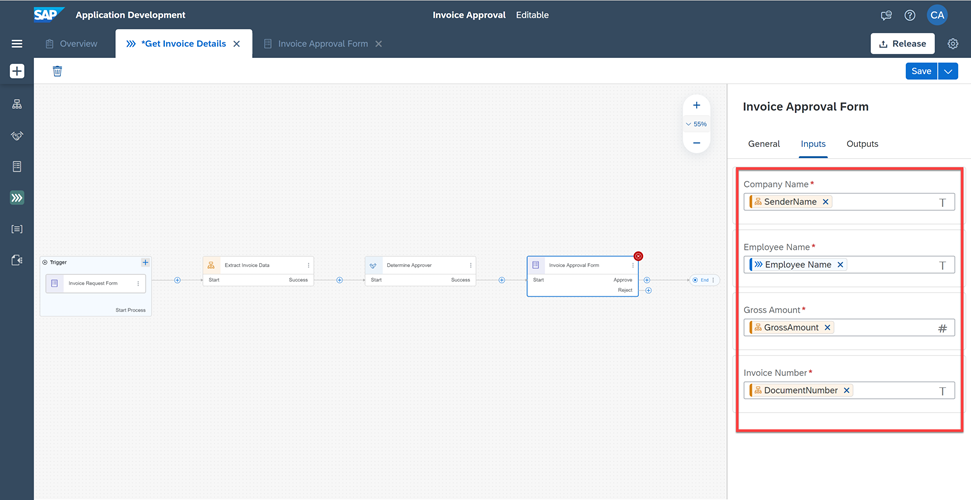 SAP Application Development Invoice Approval Editable CA
Overview *Get Invoice Details Invoice Approval Form Release
Save
55%
Invoice Approval Form
General Inputs Outputs
Company Name*
SenderName T
Employee Name*
Employee Name T
Gross Amount*
GrossAmount #
Invoice Number*
DocumentNumber T
Trigger
Invoice Request Form
Start Process
Extract Invoice Data
Start Success
Determine Approver
Start Success
Invoice Approval Form
Start Approve
Reject
End